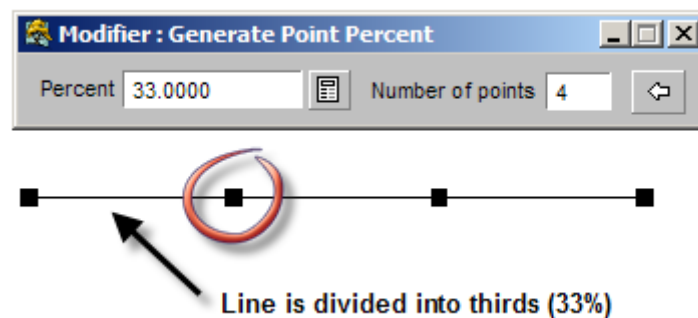 Modifier : Generate Point Percent
Percent 33.0000 Number of points 4
Line is divided into thirds (33%)